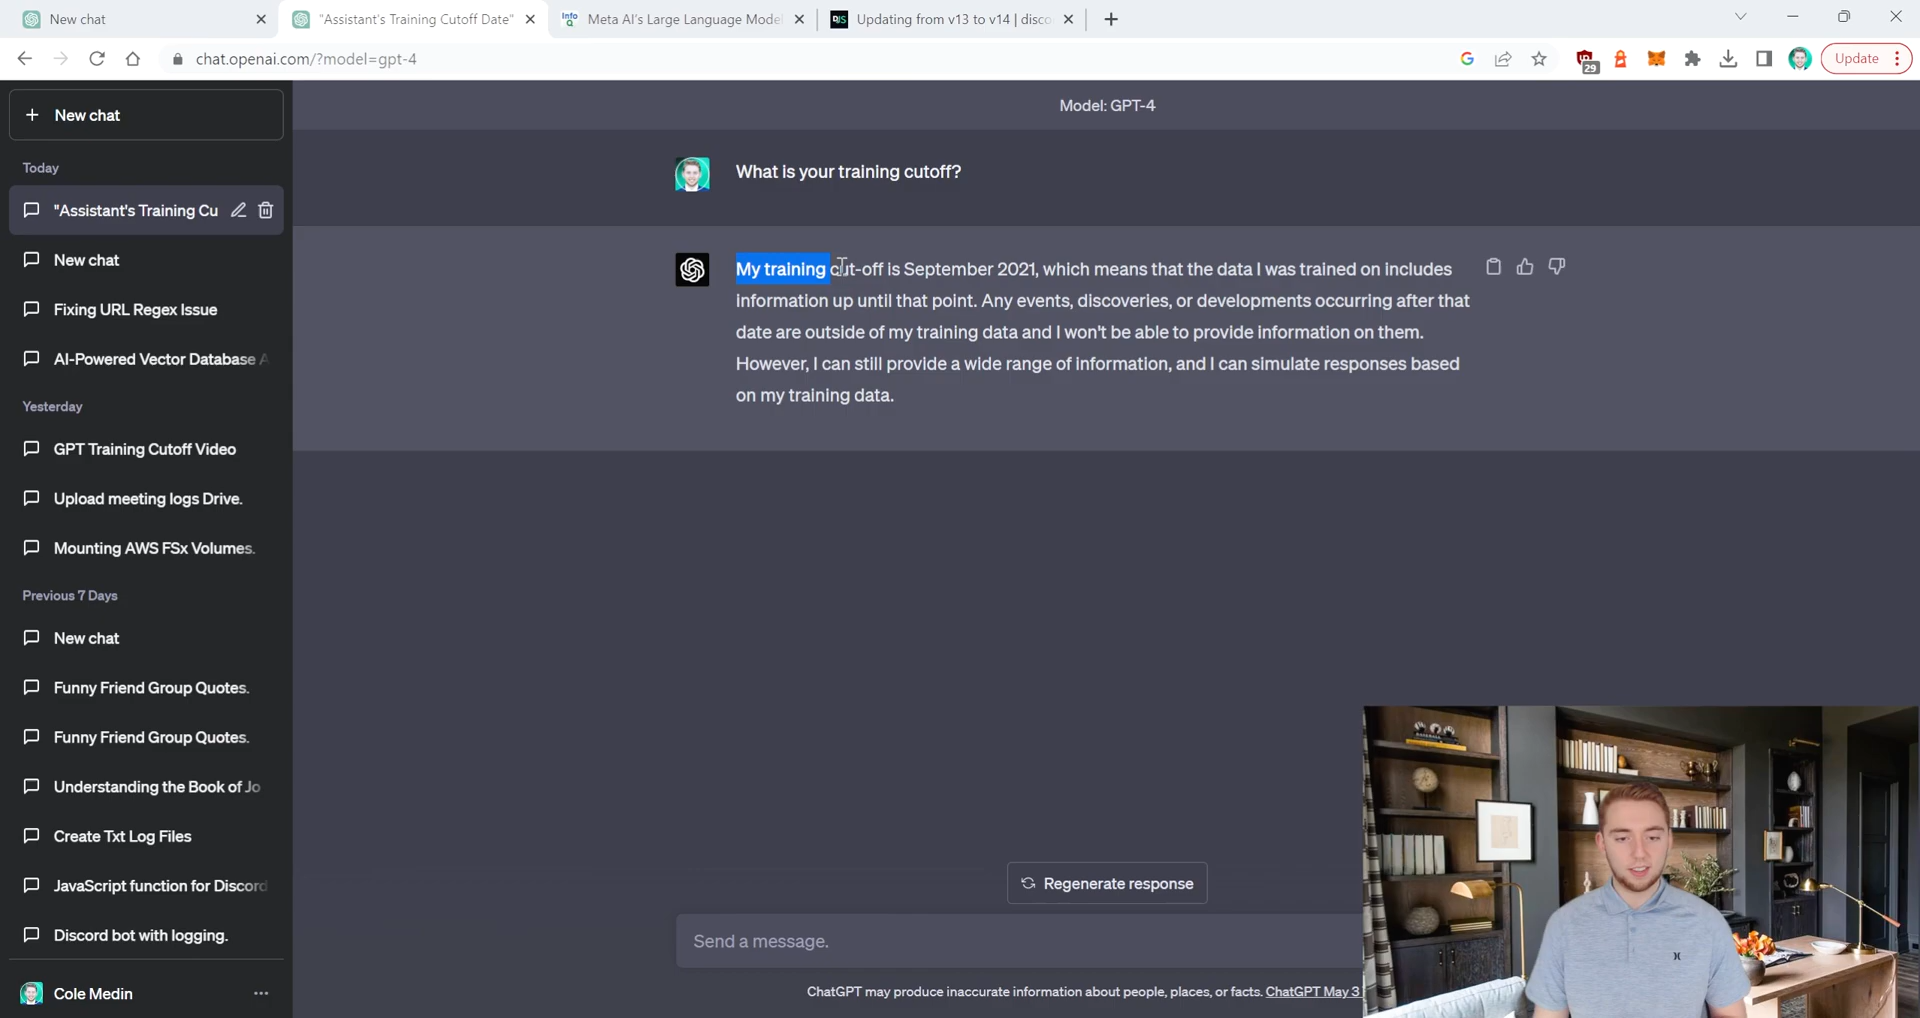 New chat
"Assistant's Training Cutoff Date"
Meta AI's Large Language Model
Updating from v13 to v14 | disco
chat.openai.com/?model=gpt-4
29
Update
New chat
Today
"Assistant's Training Cu
New chat
Fixing URL Regex Issue
AI-Powered Vector Database A
Yesterday
GPT Training Cutoff Video
Upload meeting logs Drive.
Mounting AWS FSx Volumes.
Previous 7 Days
New chat
Funny Friend Group Quotes.
Funny Friend Group Quotes.
Understanding the Book of Jo
Create Txt Log Files
JavaScript function for Discord
Discord bot with logging.
Cole Medin
Model: GPT-4
What is your training cutoff?
My training cut-off is September 2021, which means that the data I was trained on includes
information up until that point. Any events, discoveries, or developments occurring after that
date are outside of my training data and I won't be able to provide information on them.
However, I can still provide a wide range of information, and I can simulate responses based
on my training data.
Regenerate response
Send a message.
ChatGPT may produce inaccurate information about people, places, or facts. ChatGPT May 3